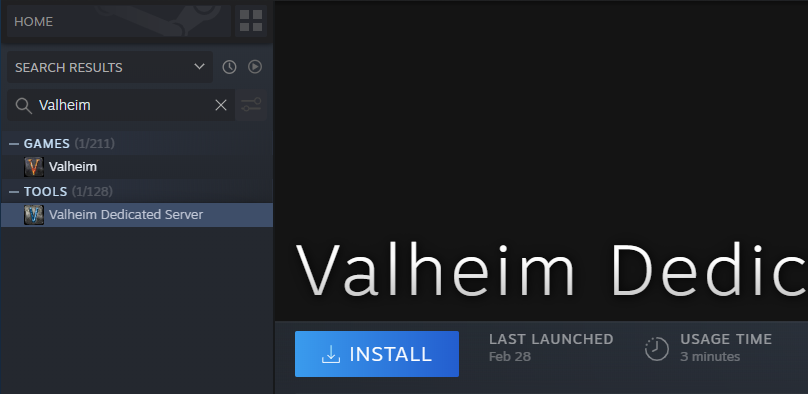 HOME
SEARCH RESULTS
Valheim
— GAMES (1/211)
Valheim
— TOOLS (1/128)
Valheim Dedicated Server
Valheim Dedic
INSTALL
LAST LAUNCHED
Feb 28
USAGE TIME
3 minutes